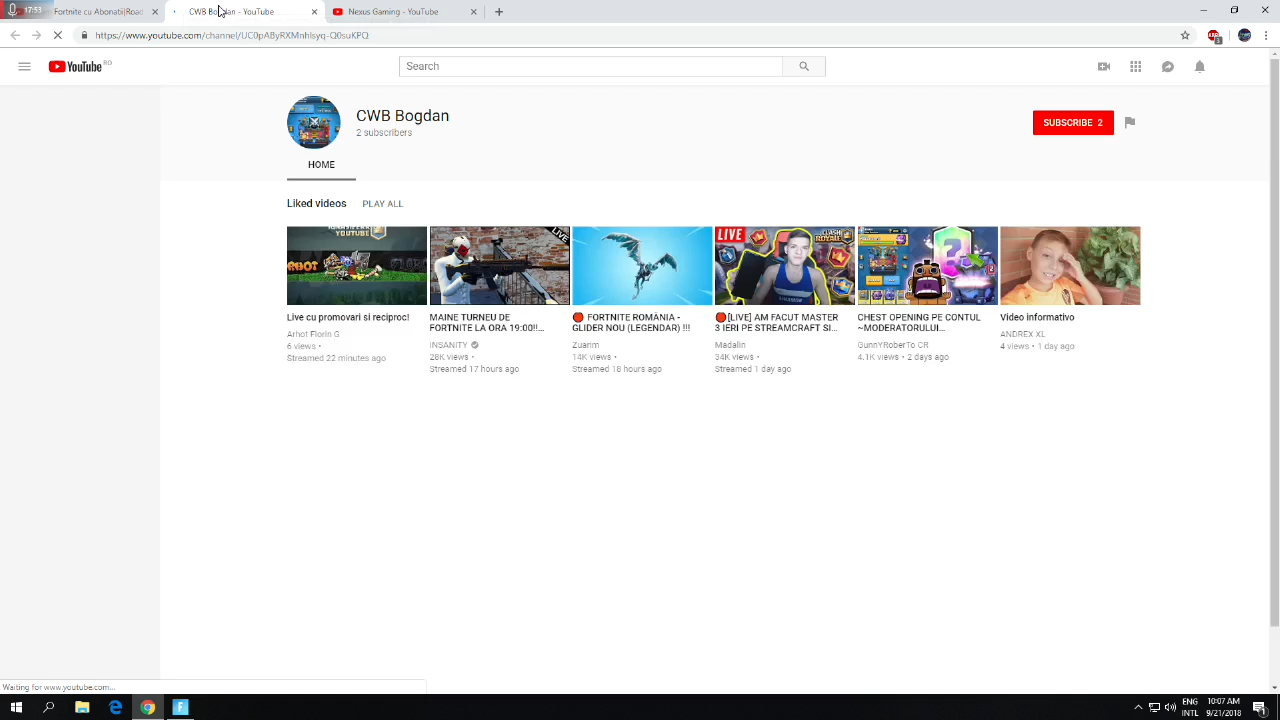 17:53
Fortnite cu Abonatii|Road
CWB Bogdan - YouTube
Nexus Gaming - YouTube
https://www.youtube.com/channel/UC0pAByRXMnhlsyq-Q0suKPQ
YouTube RO
Search
CWB Bogdan
2 subscribers
SUBSCRIBE 2
HOME
Liked videos PLAY ALL
YOUTUBE
LIVE
LIVE
CLASH ROYALE
Live cu promovari si reciproc!
Arhot Florin G
6 views •
Streamed 22 minutes ago
MAINE TURNEU DE
FORTNITE LA ORA 19:00!!...
INSANITY
28K views •
Streamed 17 hours ago
FORTNITE ROMÂNIA -
GLIDER NOU (LEGENDAR) !!!
Zuarim
14K views •
Streamed 18 hours ago
[LIVE] AM FACUT MASTER
3 IERI PE STREAMCRAFT SI...
Madalin
34K views •
Streamed 1 day ago
CHEST OPENING PE CONTUL
~MODERATORULUI...
GunnYRoberTo CR
4.1K views • 2 days ago
Video informativo
ANDREX XL
4 views • 1 day ago
Waiting for www.youtube.com...
ENG
INTL
10:07 AM
9/21/2018